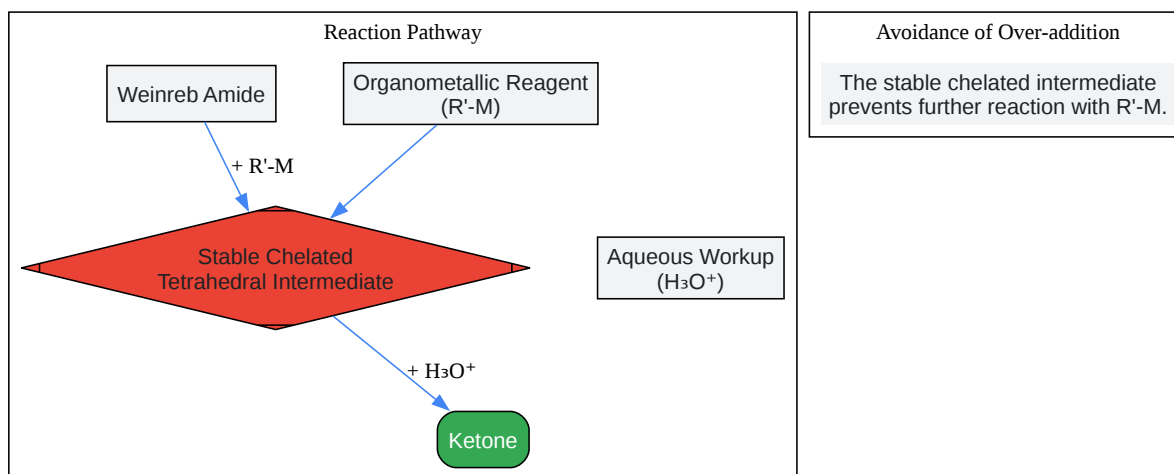 Reaction Pathway
Weinreb Amide
Organometallic Reagent
(R'-M)
+ R'-M
Stable Chelated
Tetrahedral Intermediate
Aqueous Workup
(H₃O⁺)
+ H₃O⁺
Ketone
Avoidance of Over-addition
The stable chelated intermediate
prevents further reaction with R'-M.